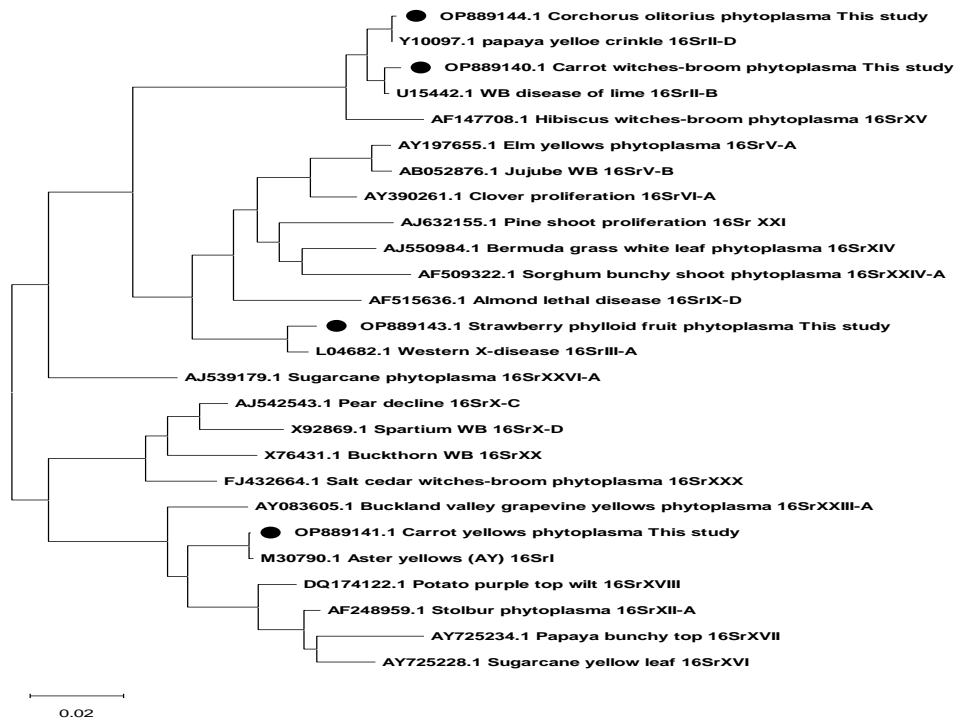 OP889144.1 Corchorus olitorius phytoplasma This study
Y10097.1 papaya yelloe crinkle 16SrII-D
OP889140.1 Carrot witches-broom phytoplasma This study
U15442.1 WB disease of lime 16SrII-B
AF147708.1 Hibiscus witches-broom phytoplasma 16SrXV
AY197655.1 Elm yellows phytoplasma 16SrV-A
AB052876.1 Jujube WB 16SrV-B
AY390261.1 Clover proliferation 16SrVI-A
AJ632155.1 Pine shoot proliferation 16Sr XXI
AJ550984.1 Bermuda grass white leaf phytoplasma 16SrXIV
AF509322.1 Sorghum bunchy shoot phytoplasma 16SrXXIV-A
AF515636.1 Almond lethal disease 16SrIX-D
OP889143.1 Strawberry phylloid fruit phytoplasma This study
L04682.1 Western X-disease 16SrIII-A
AJ539179.1 Sugarcane phytoplasma 16SrXXVI-A
AJ542543.1 Pear decline 16SrX-C
X92869.1 Spartium WB 16SrX-D
X76431.1 Buckthorn WB 16SrXX
FJ432664.1 Salt cedar witches-broom phytoplasma 16SrXXX
AY083605.1 Buckland valley grapevine yellows phytoplasma 16SrXXIII-A
OP889141.1 Carrot yellows phytoplasma This study
M30790.1 Aster yellows (AY) 16SrI
DQ174122.1 Potato purple top wilt 16SrXVIII
AF248959.1 Stolbur phytoplasma 16SrXII-A
AY725234.1 Papaya bunchy top 16SrXVII
AY725228.1 Sugarcane yellow leaf 16SrXVI
0.02